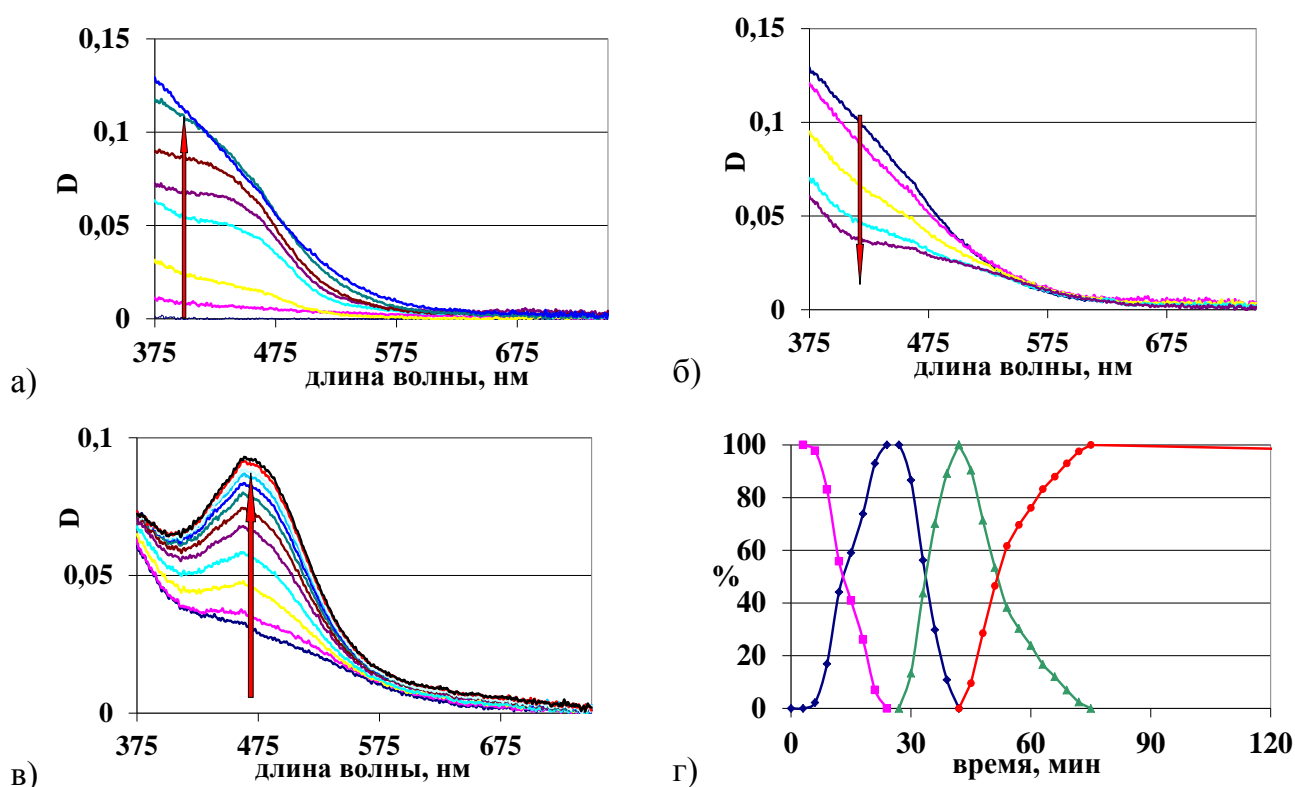 0,15
0,1
0,05
0
D
375 475 575 675
длина волны, нм
а)
0,15
0,1
0,05
0
D
375 475 575 675
длина волны, нм
б)
0,1
0,05
0
D
375 475 575 675
длина волны, нм
в)
100
80
60
40
20
0
%
0 30 60 90 120
время, мин
г)